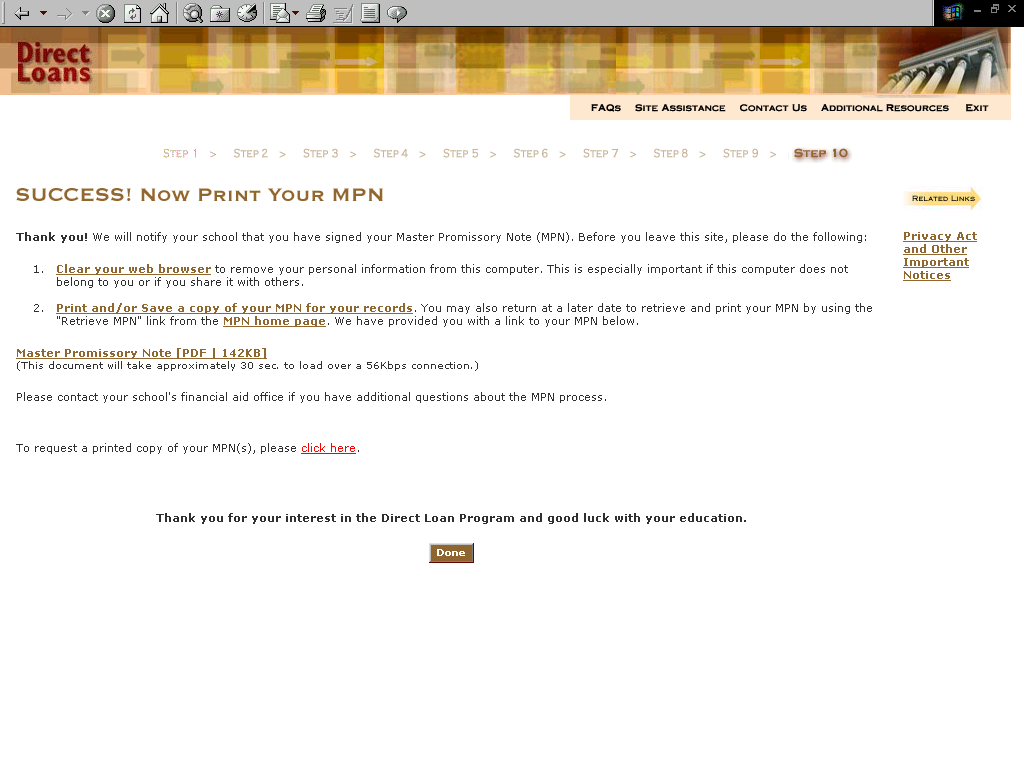 Direct
Loans
FAQs Site Assistance Contact Us Additional Resources Exit
Step 1 > Step 2 > Step 3 > Step 4 > Step 5 > Step 6 > Step 7 > Step 8 > Step 9 > Step 10
SUCCESS! Now Print Your MPN
Related Links
Thank you! We will notify your school that you have signed your Master Promissory Note (MPN). Before you leave this site, please do the following:
Privacy Act
and Other
Important
Notices
1. Clear your web browser to remove your personal information from this computer. This is especially important if this computer does not
belong to you or if you share it with others.
2. Print and/or Save a copy of your MPN for your records. You may also return at a later date to retrieve and print your MPN by using the
"Retrieve MPN" link from the MPN home page. We have provided you with a link to your MPN below.
Master Promissory Note [PDF | 142KB]
(This document will take approximately 30 sec. to load over a 56Kbps connection.)
Please contact your school's financial aid office if you have additional questions about the MPN process.
To request a printed copy of your MPN(s), please click here.
Thank you for your interest in the Direct Loan Program and good luck with your education.
Done